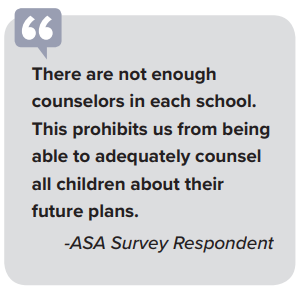 “
There are not enough
counselors in each school.
This prohibits us from being
able to adequately counsel
all children about their
future plans.
-ASA Survey Respondent